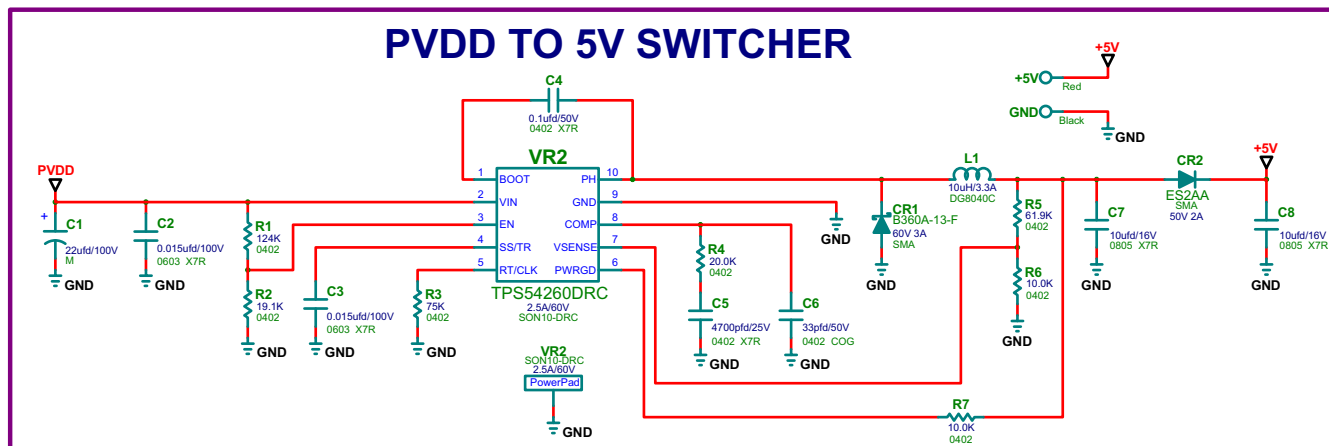 PVDD TO 5V SWITCHER
+5V
+5V
Red
GND
Black
GND
C4
0.1ufd/50V
0402 X7R
VR2
1 BOOT
2 VIN
3 EN
4 SS/TR
5 RT/CLK
PH 10
GND 9
COMP 8
VSENSE 7
PWRGD 6
TPS54260DRC
2.5A/60V
SON10-DRC
PVDD
+
C1
22ufd/100V
M
GND
C2
0.015ufd/100V
0603 X7R
GND
R1
124K
0402
R2
19.1K
0402
GND
C3
0.015ufd/100V
0603 X7R
GND
R3
75K
0402
GND
VR2
SON10-DRC
2.5A/60V
PowerPad
GND
R4
20.0K
0402
C5
4700pfd/25V
0402 X7R
GND
C6
33pfd/50V
0402 COG
GND
GND
CR1
B360A-13-F
60V 3A
SMA
GND
L1
10uH/3.3A
DG8040C
R5
61.9K
0402
R6
10.0K
0402
GND
R7
10.0K
0402
C7
10ufd/16V
0805 X7R
GND
CR2
ES2AA
SMA
50V 2A
+5V
C8
10ufd/16V
0805 X7R
GND